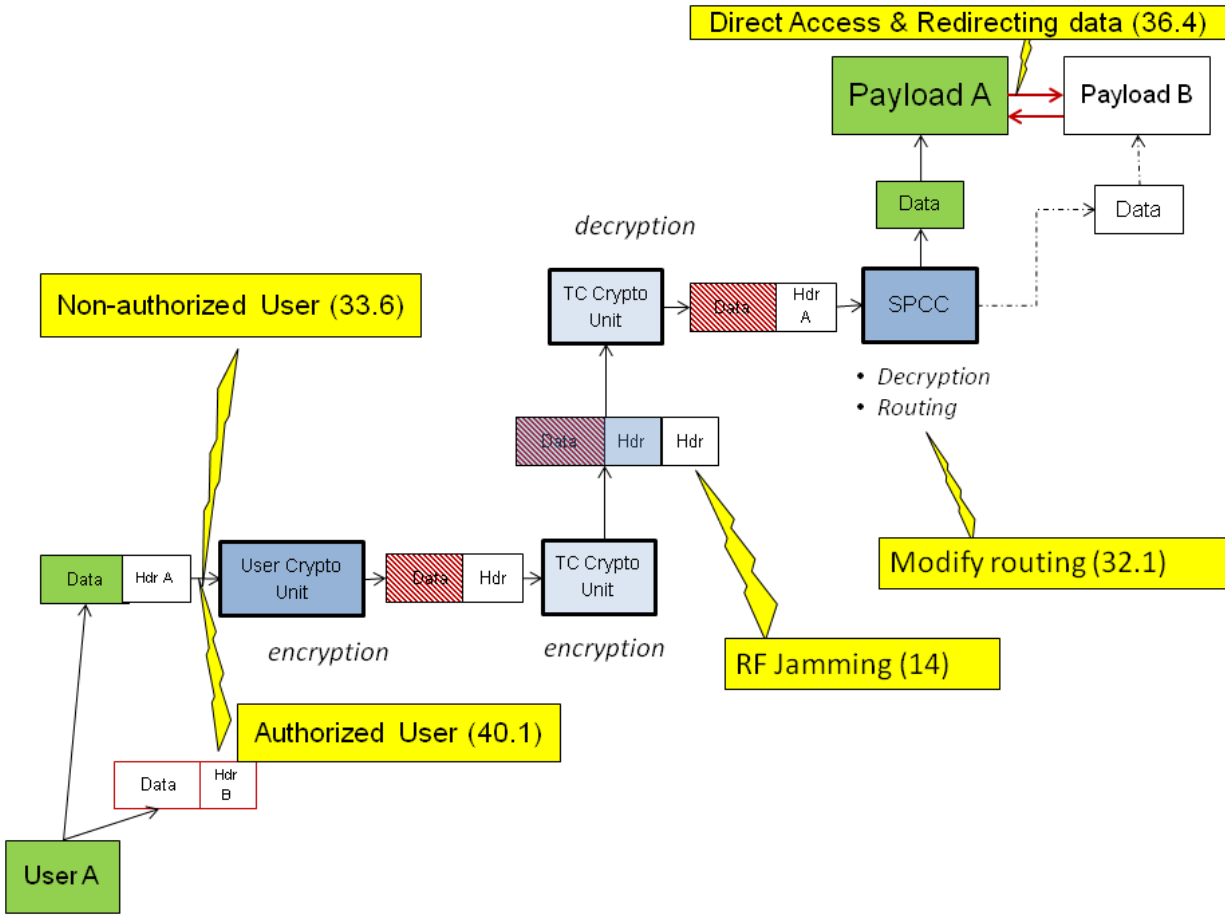 Direct Access & Redirecting data (36.4)
Payload A
Payload B
Data
Data
decryption
Non-authorized User (33.6)
TC Crypto
Unit
Data
Hdr
A
SPCC
• Decryption
• Routing
Data
Hdr
Hdr
Data
Hdr A
User Crypto
Unit
Data
Hdr
TC Crypto
Unit
Modify routing (32.1)
encryption
encryption
RF Jamming (14)
Authorized User (40.1)
Data
Hdr
B
User A